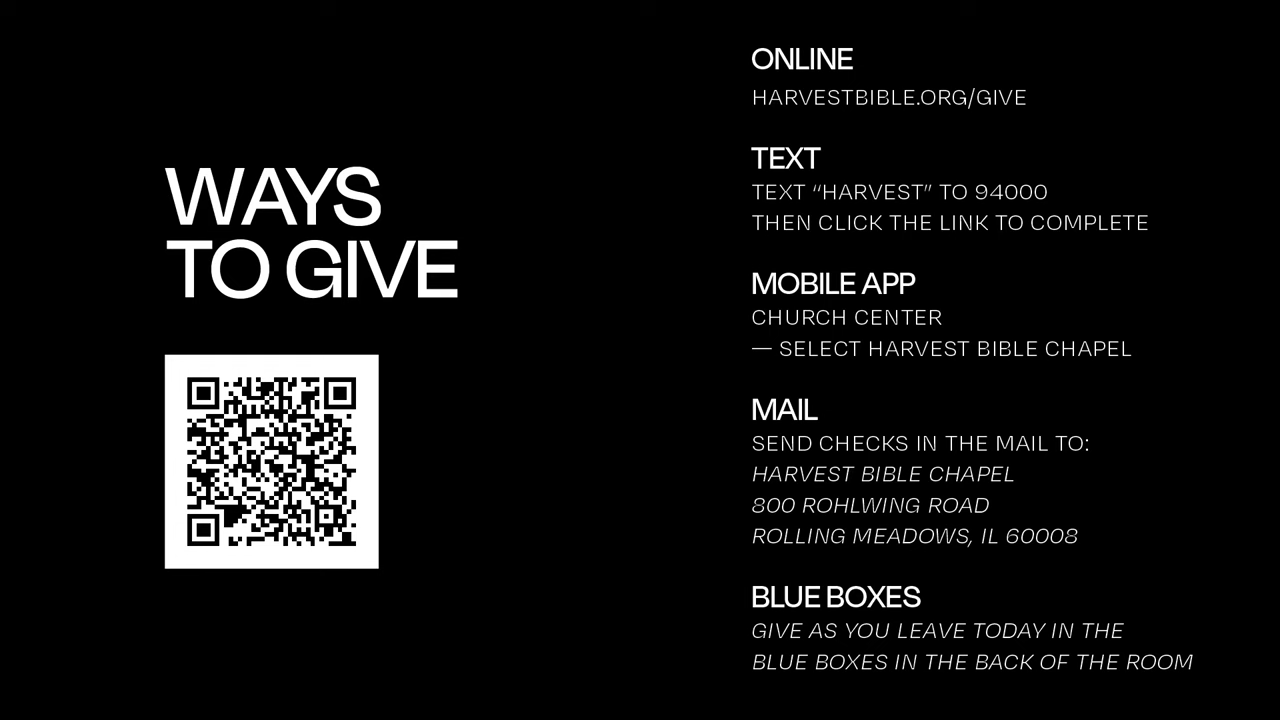 WAYS
TO GIVE
ONLINE
HARVESTBIBLE.ORG/GIVE
TEXT
TEXT “HARVEST” TO 94000
THEN CLICK THE LINK TO COMPLETE
MOBILE APP
CHURCH CENTER
— SELECT HARVEST BIBLE CHAPEL
MAIL
SEND CHECKS IN THE MAIL TO:
HARVEST BIBLE CHAPEL
800 ROHLWING ROAD
ROLLING MEADOWS, IL 60008
BLUE BOXES
GIVE AS YOU LEAVE TODAY IN THE
BLUE BOXES IN THE BACK OF THE ROOM